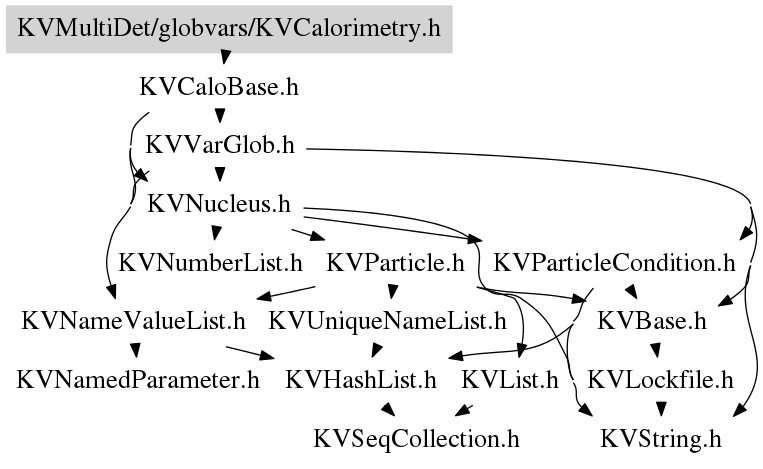 KVMultiDet/globvars/KVCalorimetry.h
KVCaloBase.h
KVVarGlob.h
KVNucleus.h
KVNumberList.h KVParticle.h KVParticleCondition.h
KVNameValueList.h KVUniqueNameList.h KVBase.h
KVNamedParameter.h KVHashList.h KVList.h KVLockfile.h
KVSeqCollection.h KVString.h